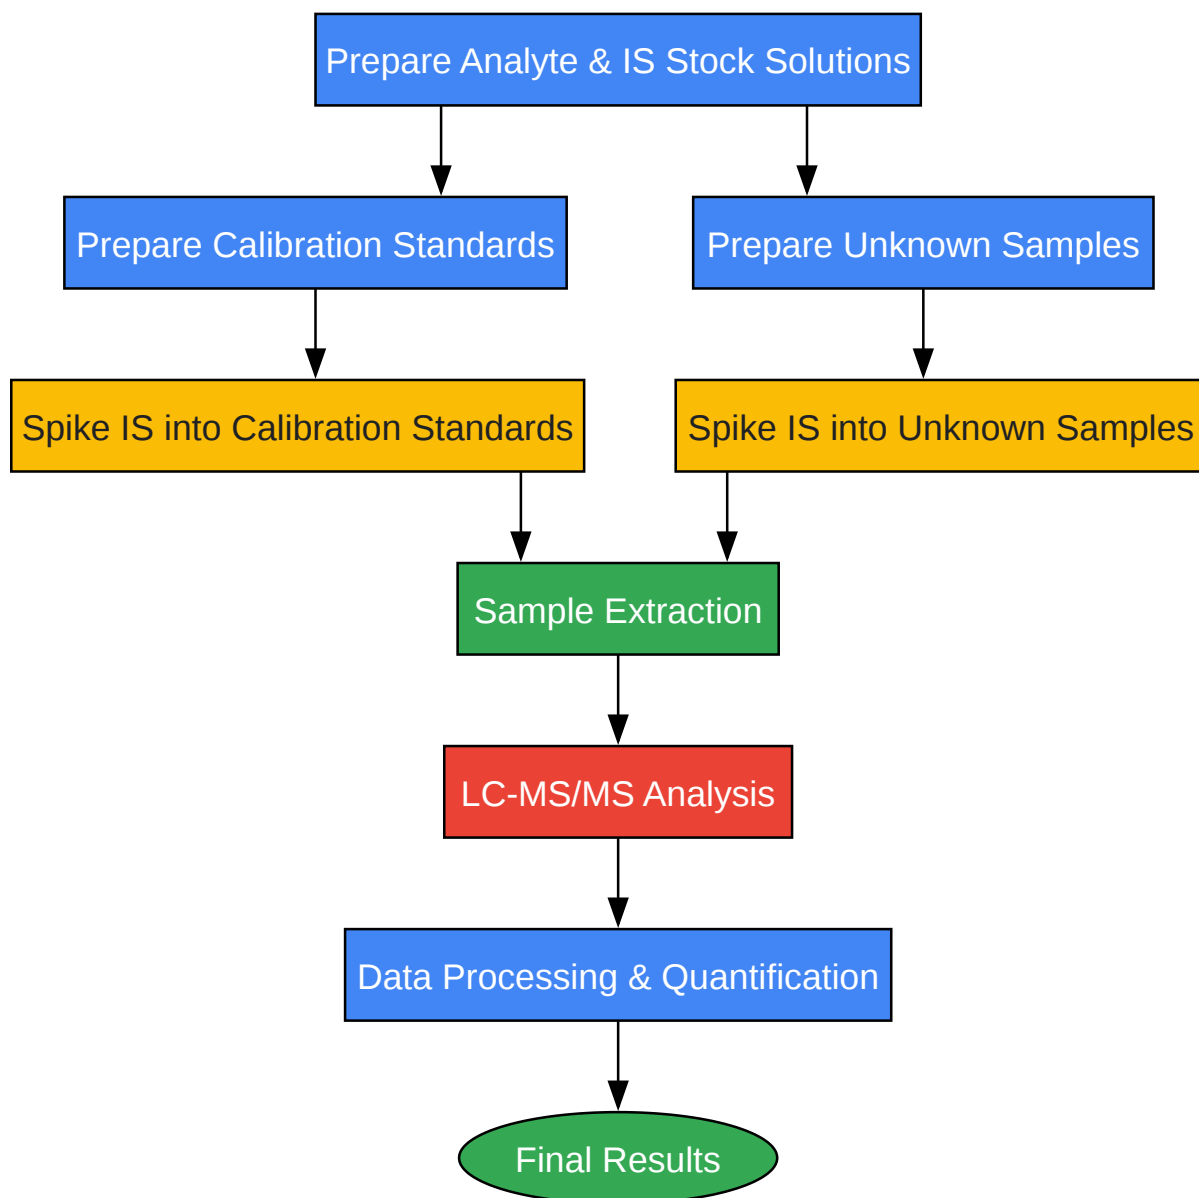 Prepare Analyte & IS Stock Solutions
Prepare Calibration Standards
Prepare Unknown Samples
Spike IS into Calibration Standards
Spike IS into Unknown Samples
Sample Extraction
LC-MS/MS Analysis
Data Processing & Quantification
Final Results